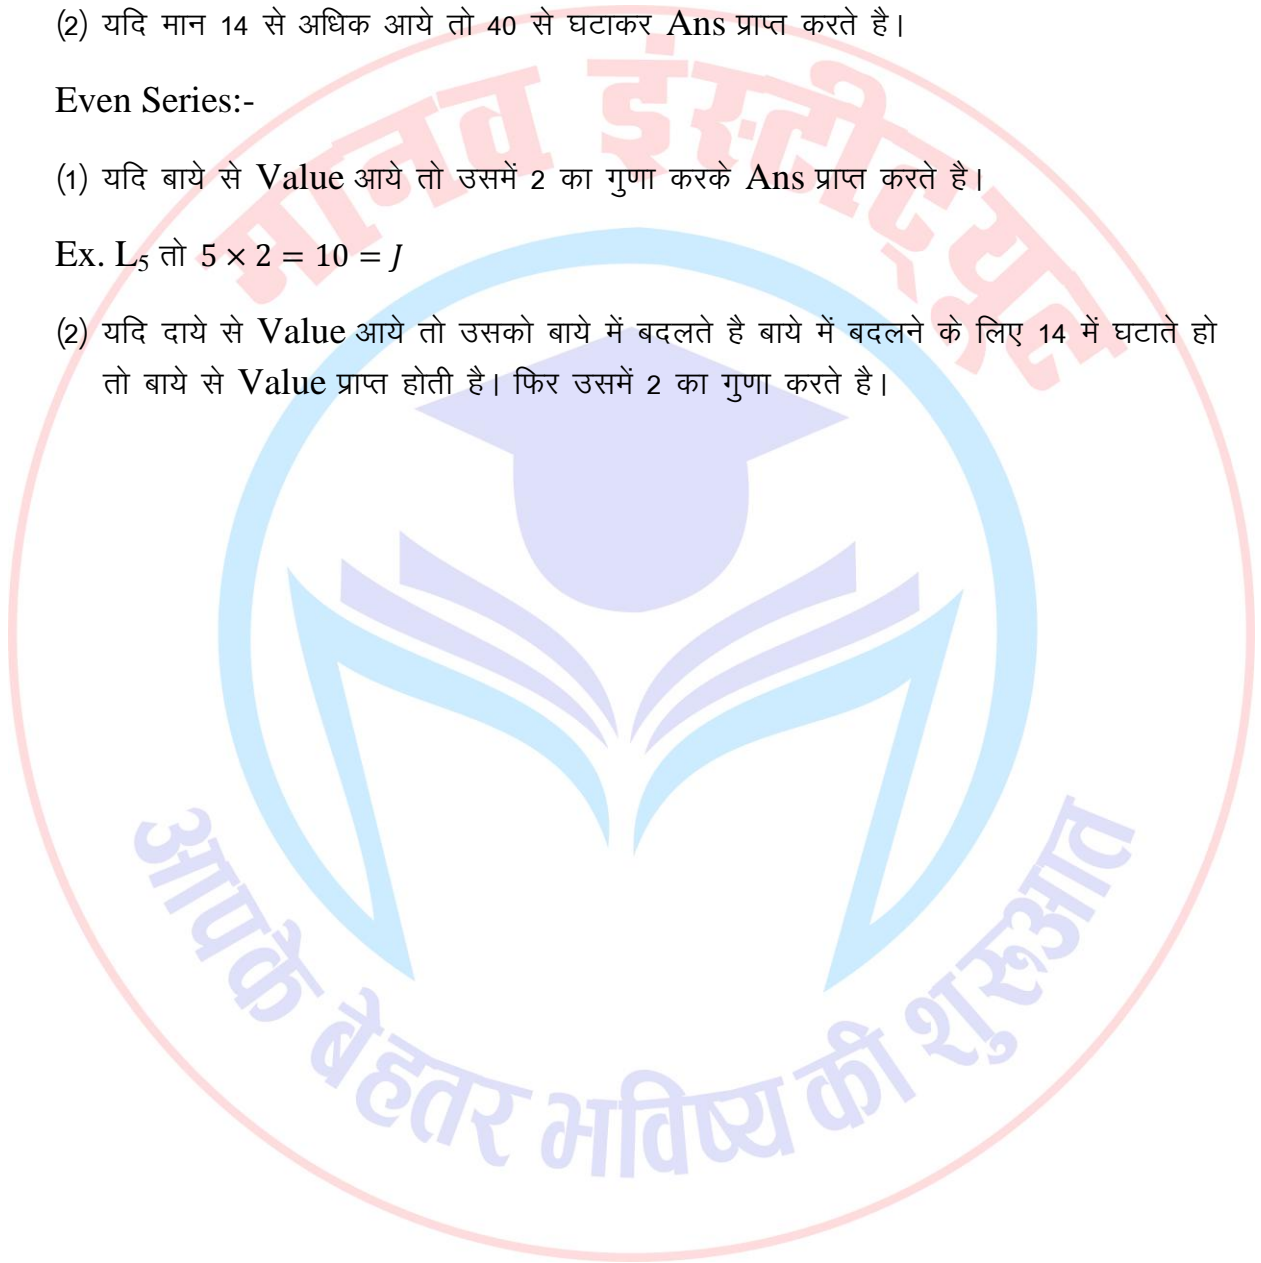 (2) यदि मान 14 से अधिक आये तो 40 से घटाकर Ans प्राप्त करते है।
मानव इंस्टीट्यूट
Even Series:-
(1) यदि बाये से Value आये तो उसमें 2 का गुणा करके Ans प्राप्त करते है।
Ex. L₅ तो 5 × 2 = 10 = J
(2) यदि दाये से Value आये तो उसको बाये में बदलते है बाये में बदलने के लिए 14 में घटाते हो
तो बाये से Value प्राप्त होती है। फिर उसमें 2 का गुणा करते है।
आपके बेहतर भविष्य की शुरुआत